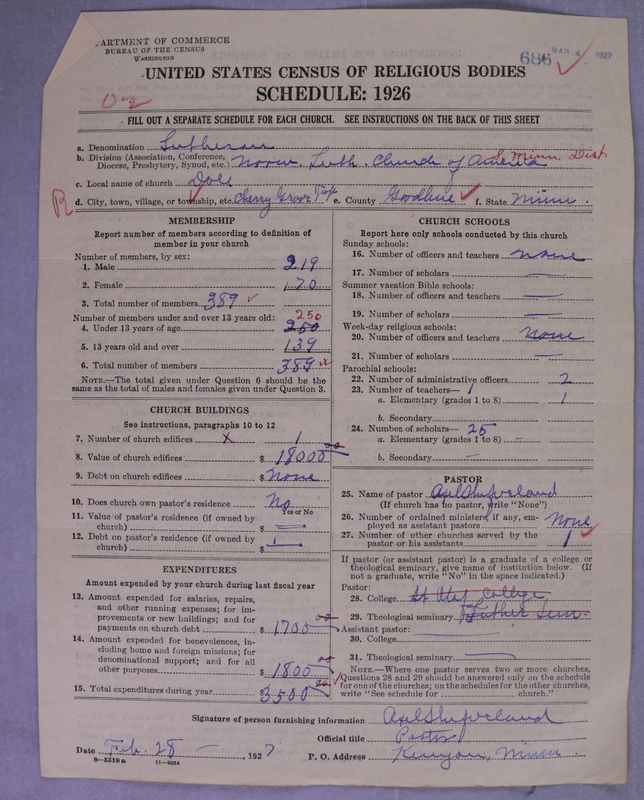 ARTMENT OF COMMERCE
BUREAU OF THE CENSUS
WASHINGTON
686 MAR 4 1927
UNITED STATES CENSUS OF RELIGIOUS BODIES
SCHEDULE: 1926
FILL OUT A SEPARATE SCHEDULE FOR EACH CHURCH. SEE INSTRUCTIONS ON THE BACK OF THIS SHEET
a. Denomination Lutheran
b. Division (Association, Conference, Diocese, Presbytery, Synod, etc.) Norw. Luth. Church of America S. Minn. Dist.
c. Local name of church
R
d. City, town, village, or township, etc. Cherry Grove e. County Goodhue f. State Minn.
MEMBERSHIP
Report number of members according to definition of
member in your church
Number of members, by sex:
1. Male 219
2. Female 170
3. Total number of members 389
Number of members under and over 13 years old:
4. Under 13 years of age 250 250
5. 13 years old and over 139
6. Total number of members 389
NOTE.—The total given under Question 6 should be the
same as the total of males and females given under Question 3.
CHURCH BUILDINGS
See instructions, paragraphs 10 to 12
7. Number of church edifices x 1
8. Value of church edifices $ 18000 00
9. Debt on church edifices $ None
10. Does church own pastor's residence No
Yes or No
11. Value of pastor's residence (if owned by
church) $
12. Debt on pastor's residence (if owned by
church) $
EXPENDITURES
Amount expended by your church during last fiscal year
13. Amount expended for salaries, repairs,
and other running expenses; for im-
provements or new buildings; and for
payments on church debt $ 1700 00
14. Amount expended for benevolences, in-
cluding home and foreign missions; for
denominational support; and for all
other purposes $ 1800 00
15. Total expenditures during year $ 3500 00
CHURCH SCHOOLS
Report here only schools conducted by this church
Sunday schools:
16. Number of officers and teachers none
17. Number of scholars —
Summer vacation Bible schools:
18. Number of officers and teachers —
19. Number of scholars —
Week-day religious schools:
20. Number of officers and teachers None
21. Number of scholars —
Parochial schools:
22. Number of administrative officers 2
23. Number of teachers— 1
a. Elementary (grades 1 to 8) 1
b. Secondary
24. Number of scholars— 25
a. Elementary (grades 1 to 8) —
b. Secondary —
PASTOR
25. Name of pastor
(If church has no pastor, write "None")
26. Number of ordained ministers, if any, em-
ployed as assistant pastors None
27. Number of other churches served by the
pastor or his assistants 1
If pastor (or assistant pastor) is a graduate of a college or
theological seminary, give name of institution below. (If
not a graduate, write "No" in the space indicated.)
Pastor:
28. College St Olaf College
29. Theological seminary Luther Sem.
Assistant pastor:
30. College
31. Theological seminary
NOTE.—Where one pastor serves two or more churches,
Questions 28 and 29 should be answered only on the schedule
for one of the churches; on the schedules for the other churches,
write "See schedule for church."
Signature of person furnishing information
Official title Pastor
Date Feb. 28 — 1927 P. O. Address Kenyon, Minn.
8—5518 a 11—9034